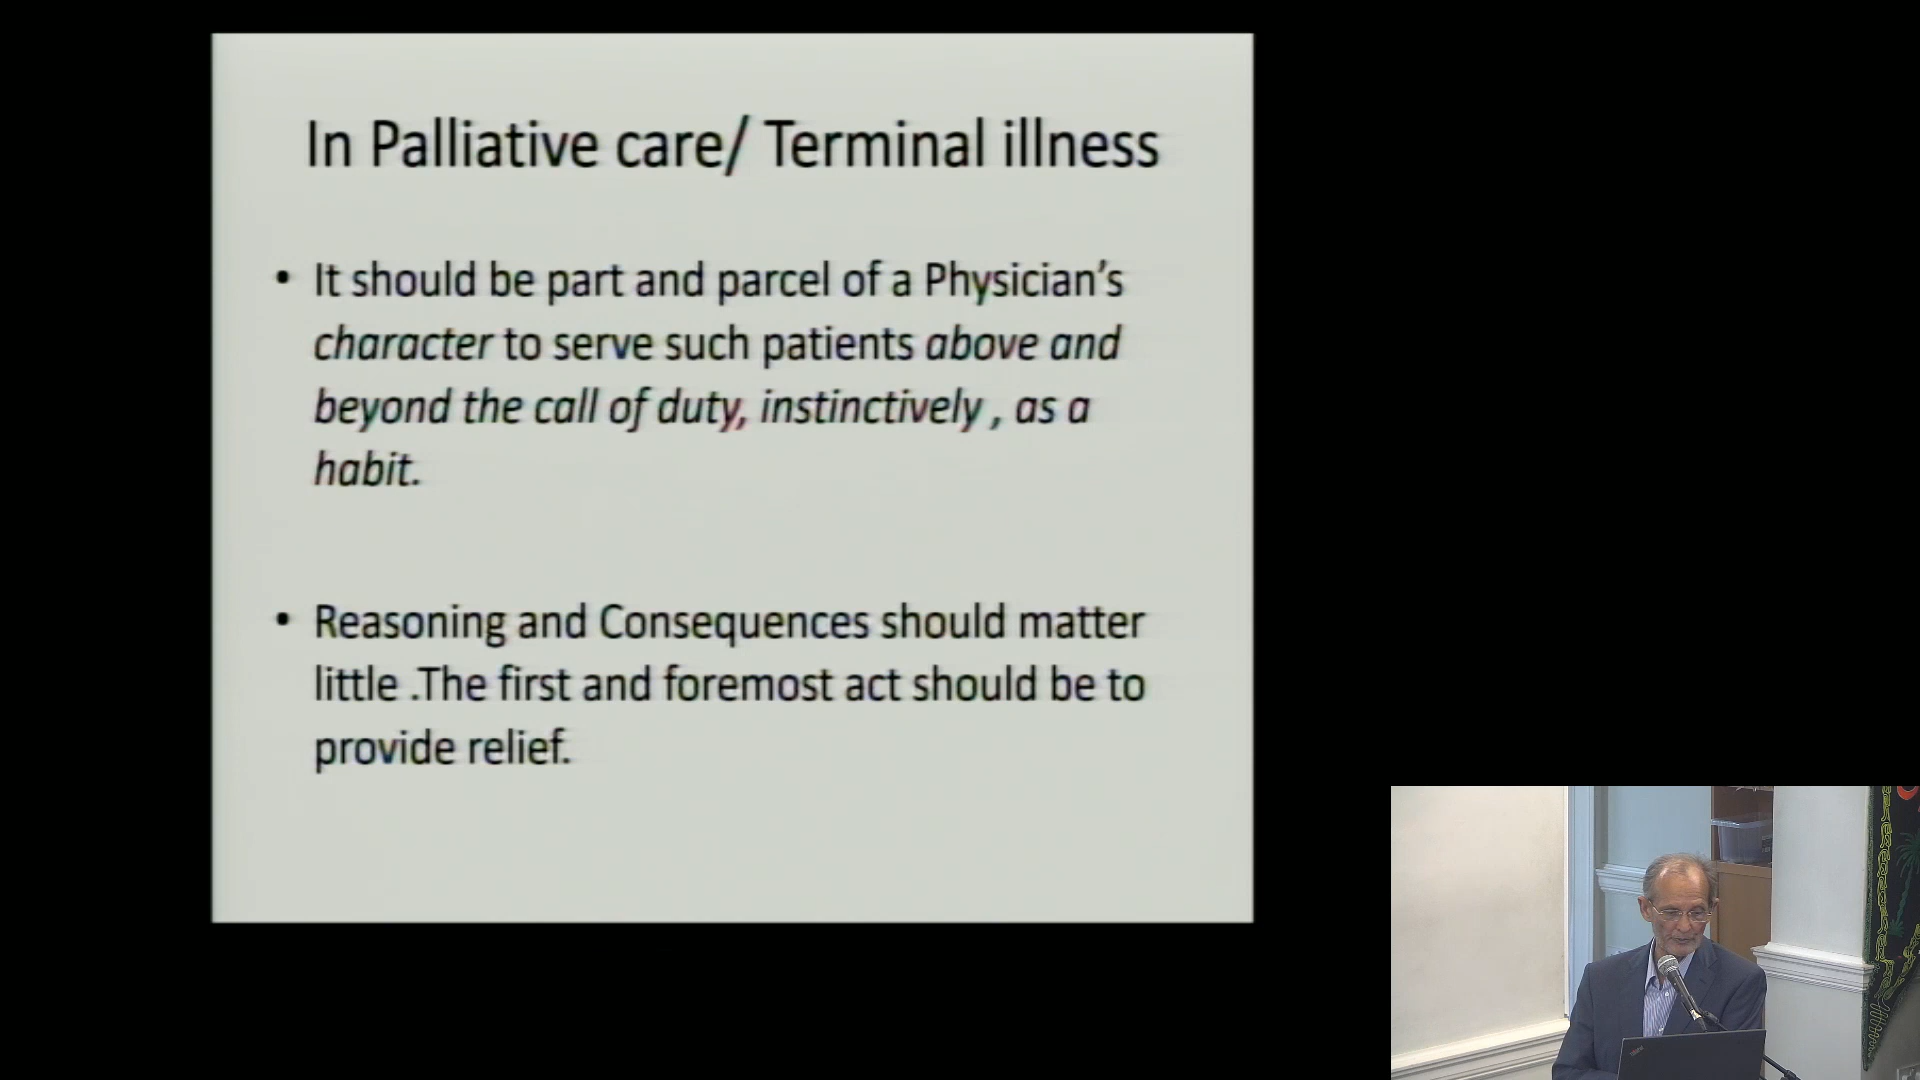 In Palliative care/ Terminal illness
• It should be part and parcel of a Physician's
character to serve such patients above and
beyond the call of duty, instinctively , as a
habit.
• Reasoning and Consequences should matter
little .The first and foremost act should be to
provide relief.